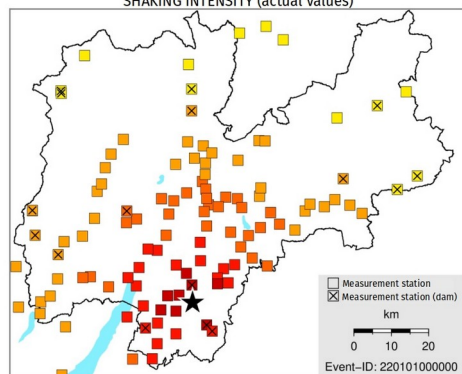 SHAKING INTENSITY (actual values)
Measurement station
Measurement station (dam)
km
0 10 20
Event-ID: 220101000000